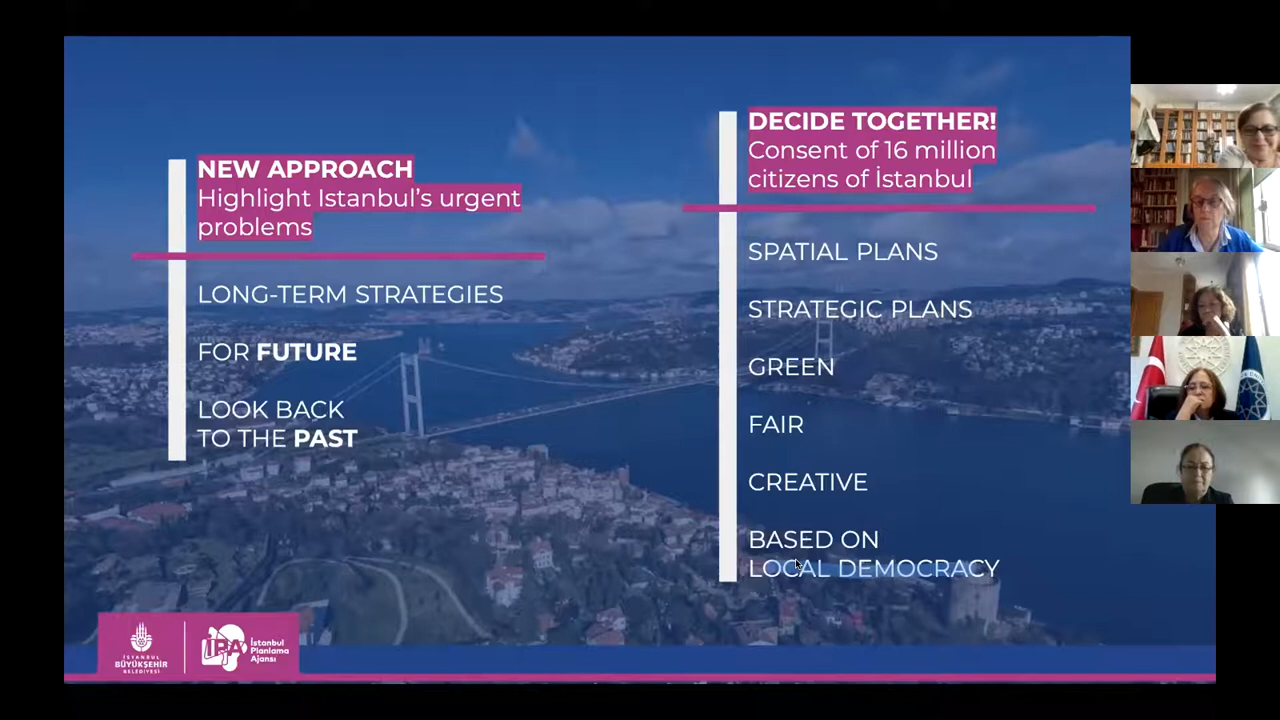 NEW APPROACH
Highlight Istanbul's urgent
problems
LONG-TERM STRATEGIES
FOR FUTURE
LOOK BACK
TO THE PAST
DECIDE TOGETHER!
Consent of 16 million
citizens of İstanbul
SPATIAL PLANS
STRATEGIC PLANS
GREEN
FAIR
CREATIVE
BASED ON
LOCAL DEMOCRACY
İSTANBUL
BÜYÜKŞEHİR
BELEDİYESİ
İPA
İstanbul
Planlama
Ajansı